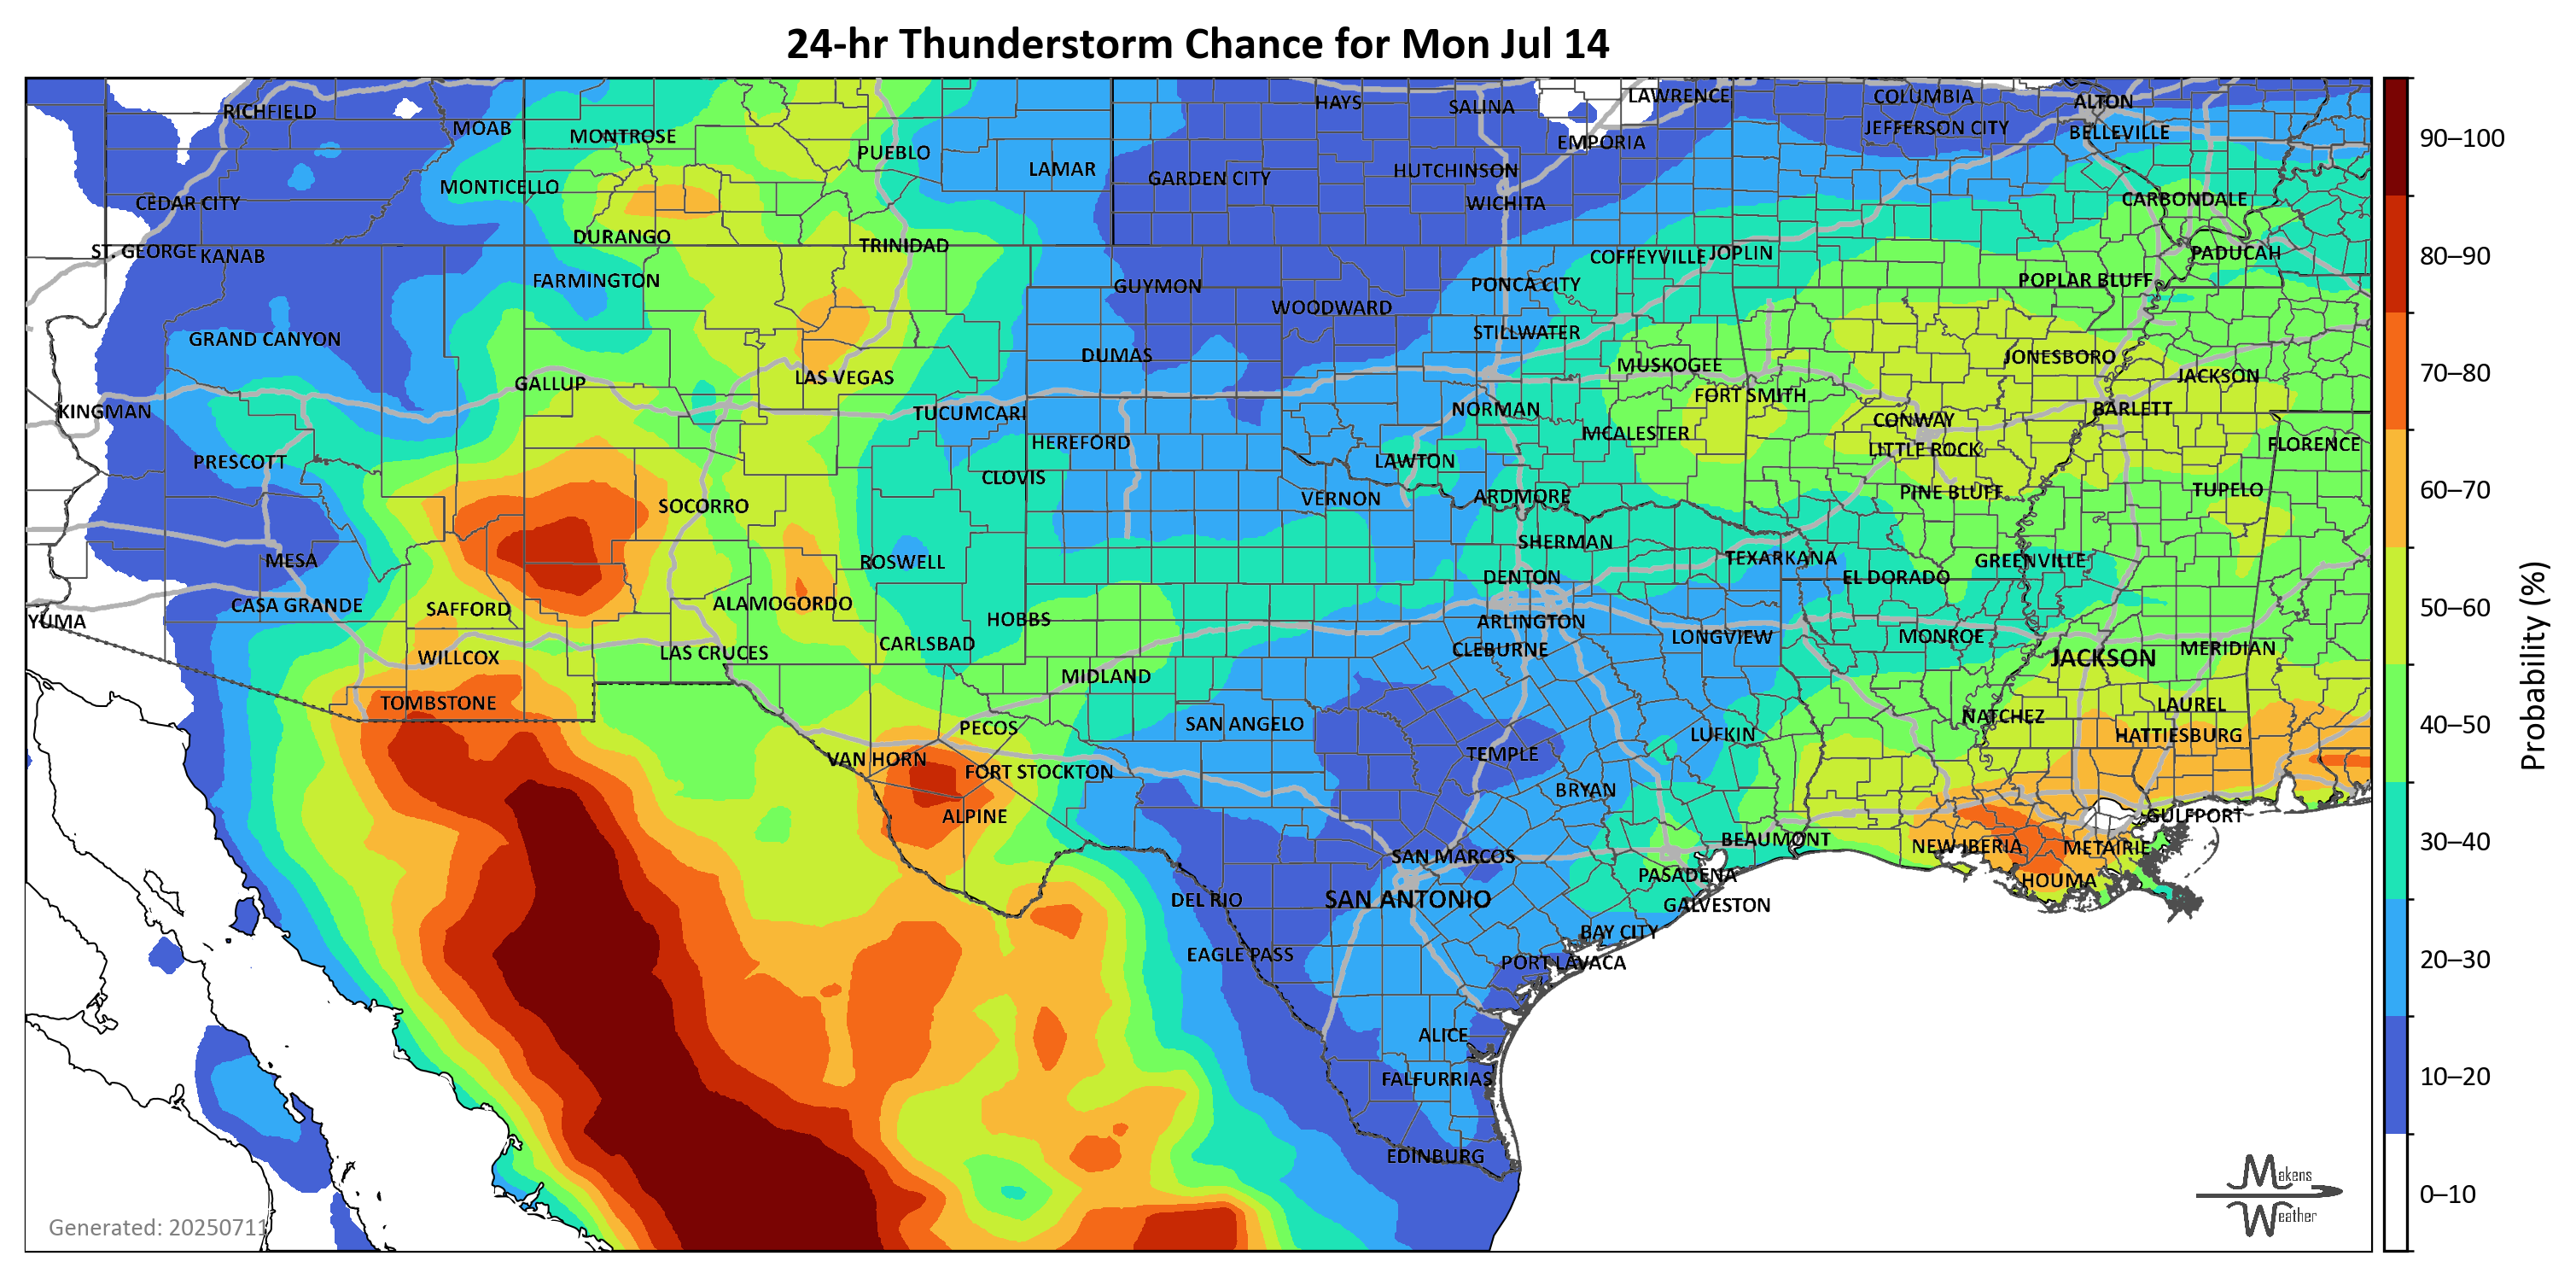 24-hr Thunderstorm Chance for Mon Jul 14
RICHFIELD
MOAB
MONTROSE
PUEBLO
LAMAR
HAYS
SALINA
LAWRENCE
COLUMBIA
ALTON
EMPORIA
JEFFERSON CITY
BELLEVILLE
GARDEN CITY
HUTCHINSON
MONTICELLO
CEDAR CITY
WICHITA
CARBONDALE
DURANGO
TRINIDAD
ST. GEORGE
KANAB
COFFEYVILLE
JOPLIN
PADUCAH
FARMINGTON
GUYMON
PONCA CITY
POPLAR BLUFF
WOODWARD
GRAND CANYON
STILLWATER
DUMAS
MUSKOGEE
JONESBORO
GALLUP
LAS VEGAS
JACKSON
FORT SMITH
KINGMAN
TUCUMCARI
NORMAN
CONWAY
BARLETT
HEREFORD
MCALESTER
LITTLE ROCK
FLORENCE
PRESCOTT
CLOVIS
LAWTON
SOCORRO
VERNON
ARDMORE
PINE BLUFF
TUPELO
MESA
ROSWELL
SHERMAN
TEXARKANA
GREENVILLE
DENTON
EL DORADO
CASA GRANDE
SAFFORD
ALAMOGORDO
YUMA
HOBBS
ARLINGTON
CARLSBAD
LONGVIEW
MONROE
WILLCOX
LAS CRUCES
CLEBURNE
JACKSON
MERIDIAN
MIDLAND
TOMBSTONE
PECOS
SAN ANGELO
LUFKIN
NATCHEZ
LAUREL
HATTIESBURG
VAN HORN
FORT STOCKTON
TEMPLE
BRYAN
ALPINE
BEAUMONT
GULFPORT
SAN MARCOS
NEW IBERIA
METAIRIE
PASADENA
HOUMA
DEL RIO
SAN ANTONIO
GALVESTON
BAY CITY
EAGLE PASS
PORT LAVACA
ALICE
FALFURRIAS
EDINBURG
Generated: 20250711
Makens
Weather
90–100
80–90
70–80
60–70
50–60
40–50
30–40
20–30
10–20
0–10
Probability (%)